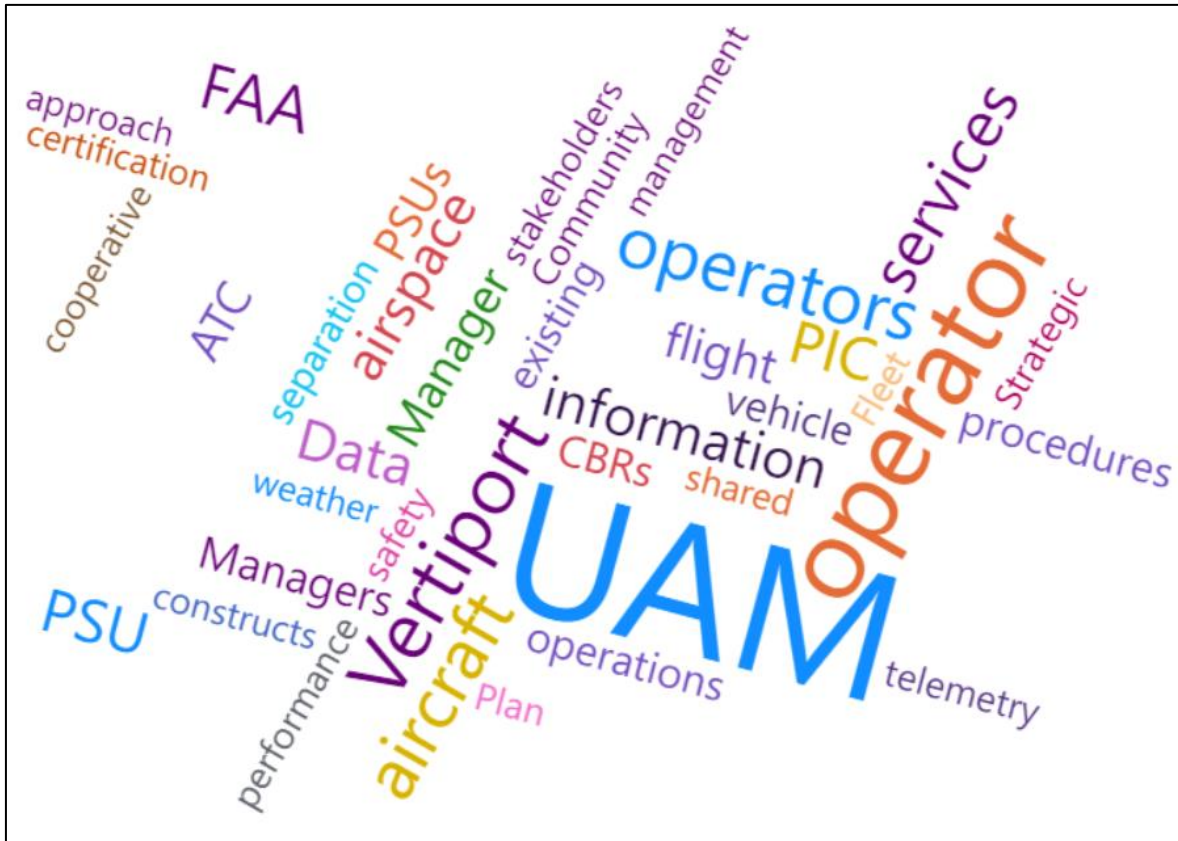 FAA
approach
certification
cooperative
ATC
PSUs
airspace
separation
stakeholders
Community
management
Manager
existing
services
operators
operator
PIC
flight
Fleet
Strategic
vehicle
procedures
information
CBRs
shared
Data
weather
safety
Vertiport
UAM
Managers
PSU
constructs
performance
aircraft
Plan
operations
telemetry